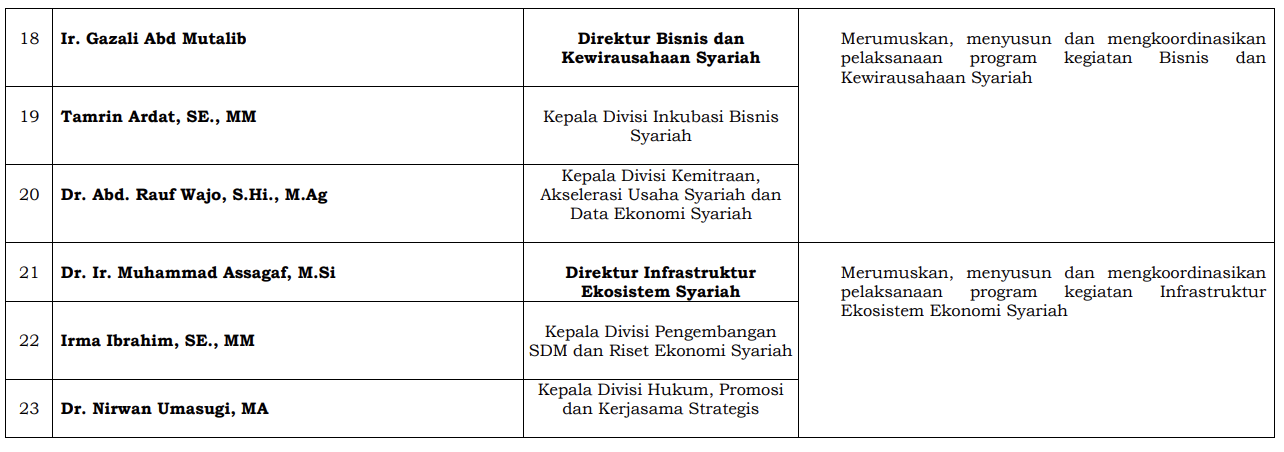 18 Ir. Gazali Abd Mutalib
Direktur Bisnis dan
Kewirausahaan Syariah
Merumuskan, menyusun dan mengkoordinasikan
pelaksanaan program kegiatan Bisnis dan
Kewirausahaan Syariah
19 Tamrin Ardat, SE., MM
Kepala Divisi Inkubasi Bisnis
Syariah
20 Dr. Abd. Rauf Wajo, S.Hi., M.Ag
Kepala Divisi Kemitraan,
Akselerasi Usaha Syariah dan
Data Ekonomi Syariah
21 Dr. Ir. Muhammad Assagaf, M.Si
Direktur Infrastruktur
Ekosistem Syariah
Merumuskan, menyusun dan mengkoordinasikan
pelaksanaan program kegiatan Infrastruktur
Ekosistem Ekonomi Syariah
22 Irma Ibrahim, SE., MM
Kepala Divisi Pengembangan
SDM dan Riset Ekonomi Syariah
23 Dr. Nirwan Umasugi, MA
Kepala Divisi Hukum, Promosi
dan Kerjasama Strategis